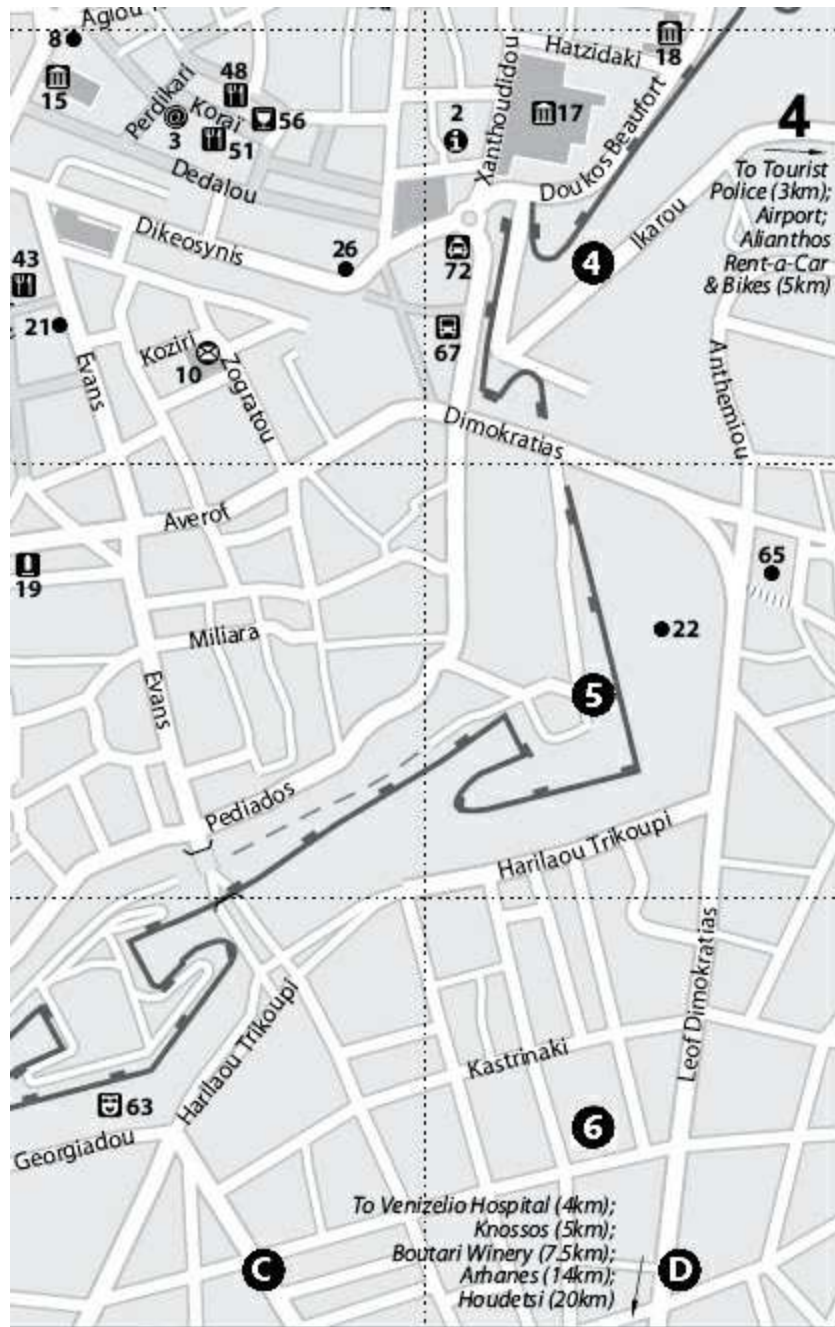 Agiou
8
15
Perdikari
3
48
Koraï
51
56
Dedalou
2
Xanthoudidou
17
Hatzidaki
18
Doukos Beaufort
4
To Tourist
Police (3km);
Airport;
Alianthos
Rent-a-Car
& Bikes (5km)
Dikeosynis
26
72
4
Ikarou
43
21
Koziri
10
Zogratou
67
Evans
Anthemiou
Dimokratias
Averof
19
65
Miliara
22
Evans
5
Pediados
Harilaou Trikoupi
Leof Dimokratias
Harilaou Trikoupi
Kastrinaki
63
Georgiadou
6
To Venizelio Hospital (4km);
Knossos (5km);
Boutari Winery (7.5km);
Arhanes (14km);
Houdetsi (20km)
C
D